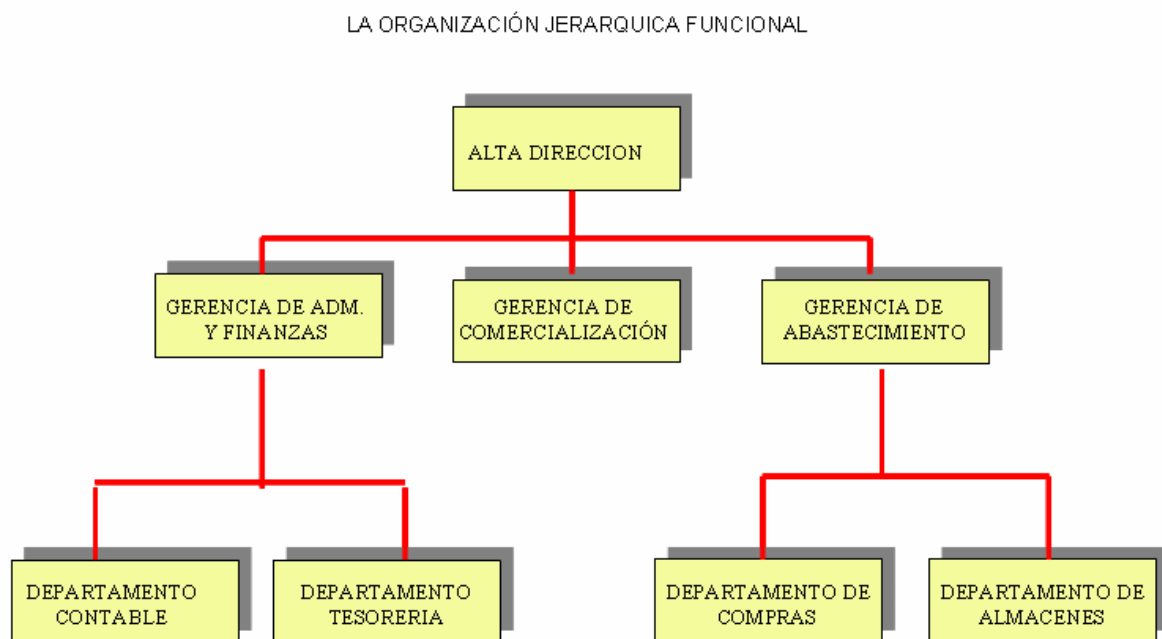 LA ORGANIZACIÓN JERARQUICA FUNCIONAL
ALTA DIRECCION
GERENCIA DE ADM.
Y FINANZAS
GERENCIA DE
COMERCIALIZACIÓN
GERENCIA DE
ABASTECIMIENTO
DEPARTAMENTO
CONTABLE
DEPARTAMENTO
TESORERIA
DEPARTAMENTO DE
COMPRAS
DEPARTAMENTO DE
ALMACENES